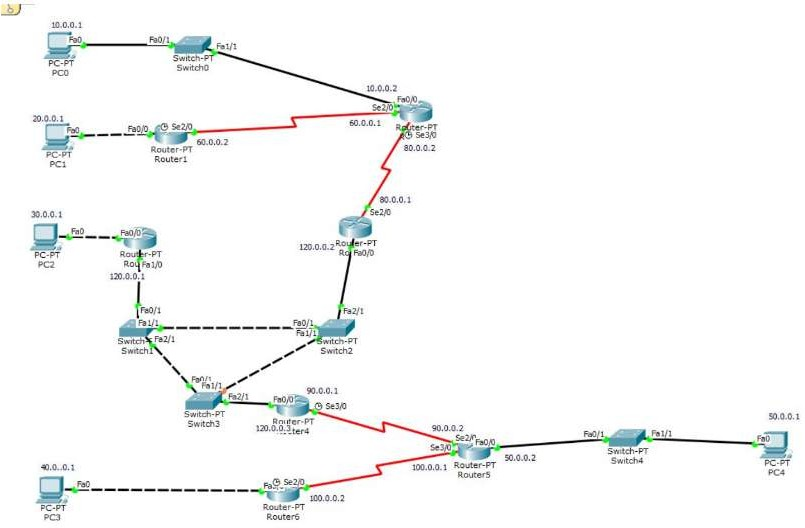 10.0.0.1
Fa0
PC-PT
PC0
Fa0/1
Fa1/1
Switch-PT
Switch0
10.0.0.2
Fa0/0
Se2/0
60.0.0.1
Router-PT
Se3/0
80.0.0.2
20.0.0.1
Fa0
PC-PT
PC1
Fa0/0
Se2/0
60.0.0.2
Router-PT
Router1
80.0.0.1
Se2/0
120.0.0.2
Router-PT
Fa0/0
30.0.0.1
Fa0
PC-PT
PC2
Fa0/0
Router-PT
Fa1/0
120.0.0.1
Fa0/1
Fa1/1
Fa2/1
Switch1
Fa2/1
Fa0/1
Fa1/1
Switch-PT
Switch2
Fa0/1
Fa1/1
Fa2/1
Switch-PT
Switch3
90.0.0.1
Fa0/0
Se3/0
Router-PT
120.0.0.3
90.0.0.2
Se2/0
Fa0/0
Se3/0
50.0.0.2
100.0.0.1
Router-PT
Router5
Fa0/1
Fa1/1
Switch-PT
Switch4
50.0.0.1
Fa0
PC-PT
PC4
40...0.1
Fa0
PC-PT
PC3
Se2/0
100.0.0.2
Router-PT
Router6